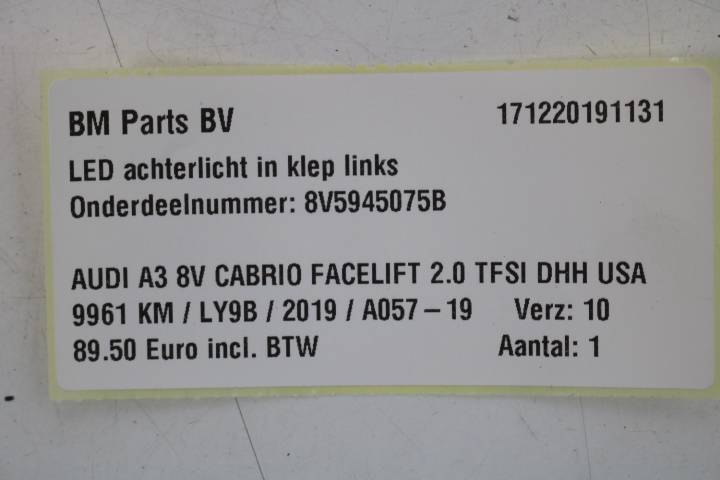 BM Parts BV 171220191131
LED achterlicht in klep links
Onderdeelnummer: 8V5945075B
AUDI A3 8V CABRIO FACELIFT 2.0 TFSI DHH USA
9961 KM / LY9B / 2019 / A057-19 Verz: 10
89.50 Euro incl. BTW Aantal: 1